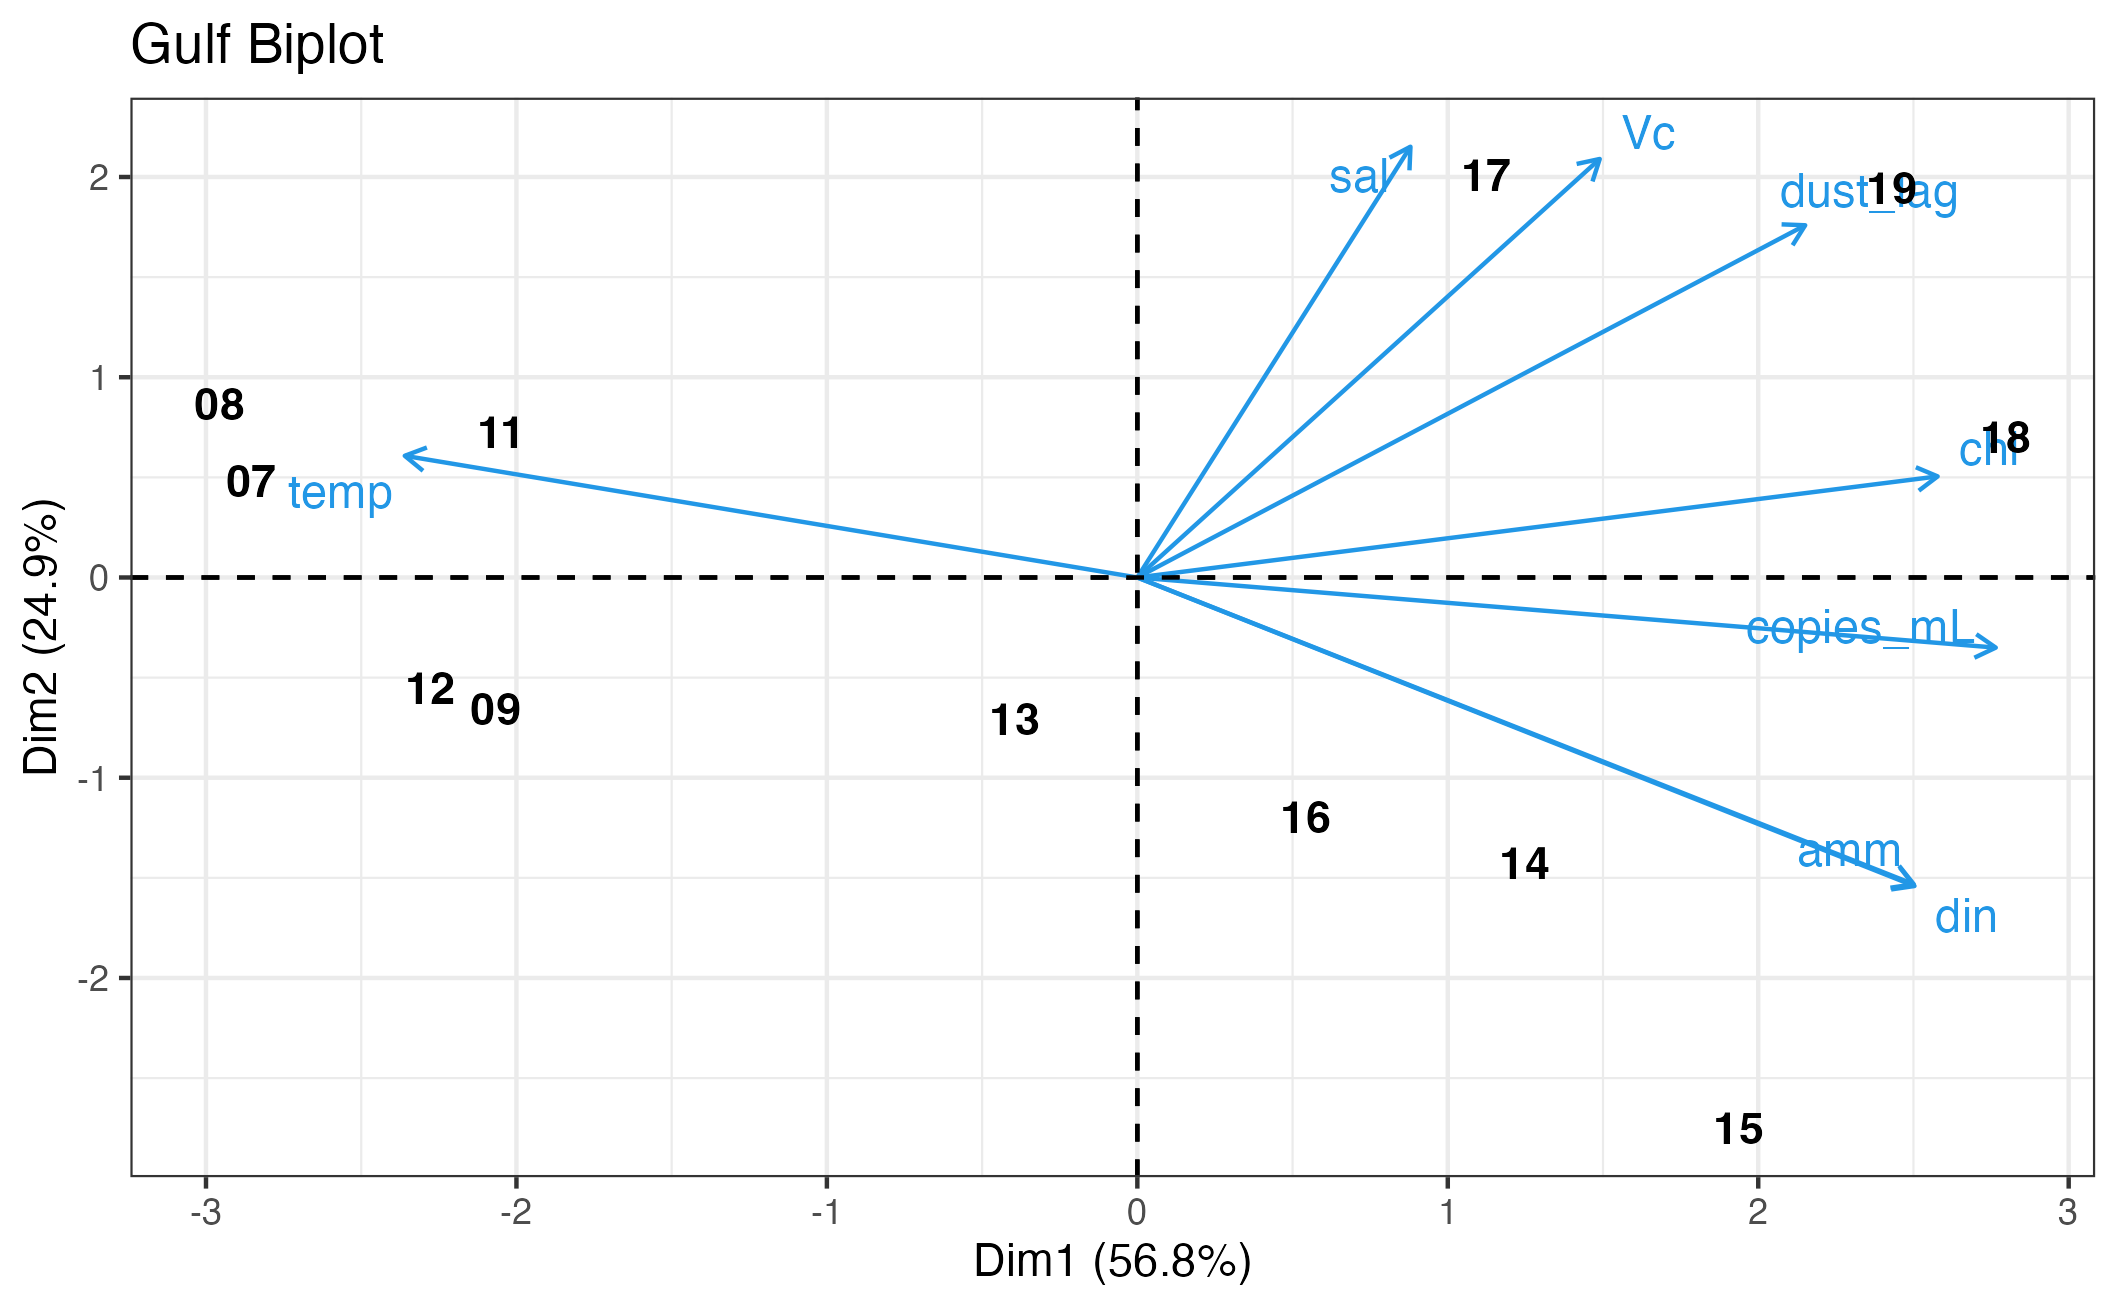 Gulf Biplot
Vc
sal
17
dust_lag
19
2
1
08
11
18
chl
07
temp
0
copies_mL
12
09
13
-1
16
amm
14
din
-2
15
Dim2 (24.9%)
-3
-2
-1
0
1
2
3
Dim1 (56.8%)